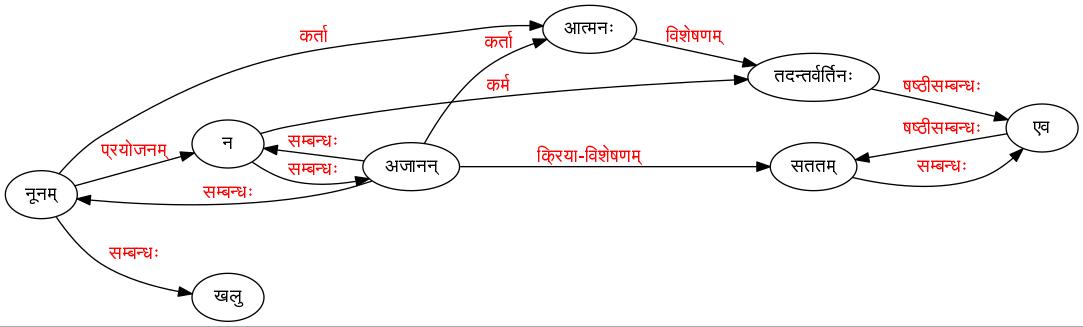 कर्ता
आत्मनः
कर्ता
विशेषणम्
तदन्तर्वर्तिनः
कर्म
षष्ठीसम्बन्धः
षष्ठीसम्बन्धः
एव
प्रयोजनम्
न
सम्बन्धः
सम्बन्धः
अजानन्
क्रिया-विशेषणम्
सततम्
सम्बन्धः
नूनम्
सम्बन्धः
सम्बन्धः
खलु